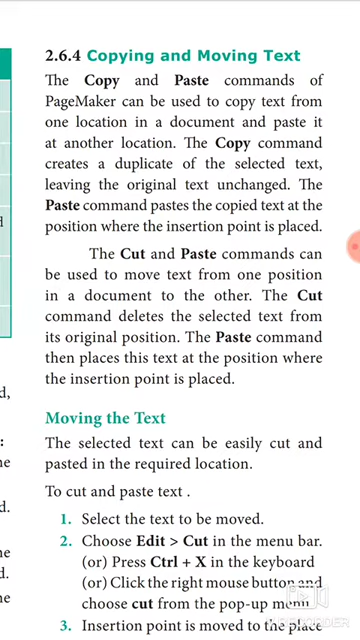 2.6.4 Copying and Moving Text
The Copy and Paste commands of
PageMaker can be used to copy text from
one location in a document and paste it
at another location. The Copy command
creates a duplicate of the selected text,
leaving the original text unchanged. The
Paste command pastes the copied text at the
position where the insertion point is placed.
The Cut and Paste commands can
be used to move text from one position
in a document to the other. The Cut
command deletes the selected text from
its original position. The Paste command
then places this text at the position where
the insertion point is placed.
Moving the Text
The selected text can be easily cut and
pasted in the required location.
To cut and paste text .
1. Select the text to be moved.
2. Choose Edit > Cut in the menu bar.
(or) Press Ctrl + X in the keyboard
(or) Click the right mouse button and
choose cut from the pop-up menu
3. Insertion point is moved to the place